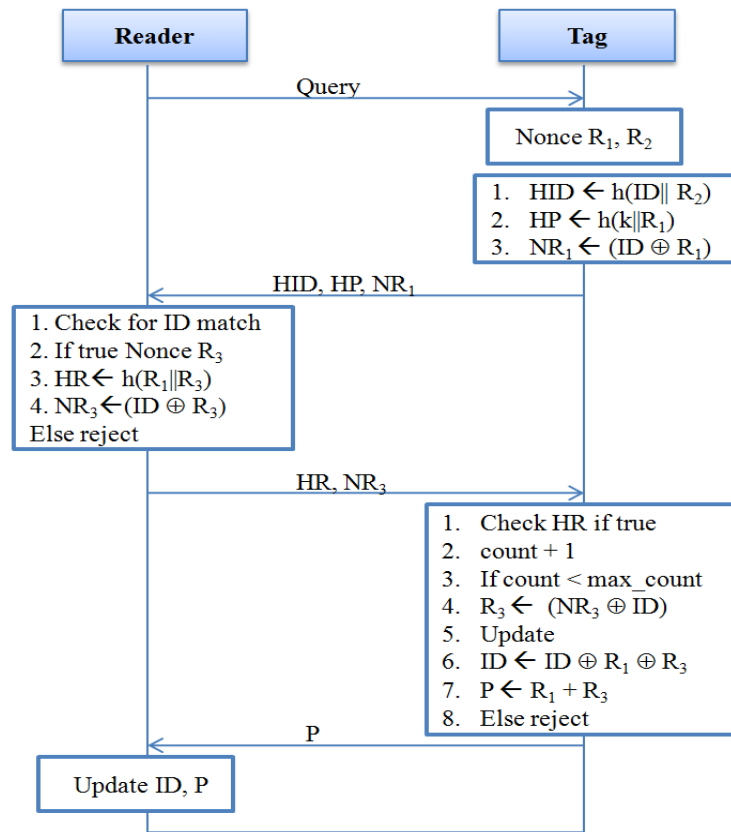 Reader
Tag
Query
Nonce R₁, R₂
1. HID ← h(ID‖ R₂)
2. HP ← h(k‖R₁)
3. NR₁ ← (ID ⊕ R₁)
HID, HP, NR₁
1. Check for ID match
2. If true Nonce R₃
3. HR← h(R₁‖R₃)
4. NR₃←(ID ⊕ R₃)
Else reject
HR, NR₃
1. Check HR if true
2. count + 1
3. If count < max_count
4. R₃ ← (NR₃ ⊕ ID)
5. Update
6. ID ← ID ⊕ R₁ ⊕ R₃
7. P ← R₁ + R₃
8. Else reject
P
Update ID, P